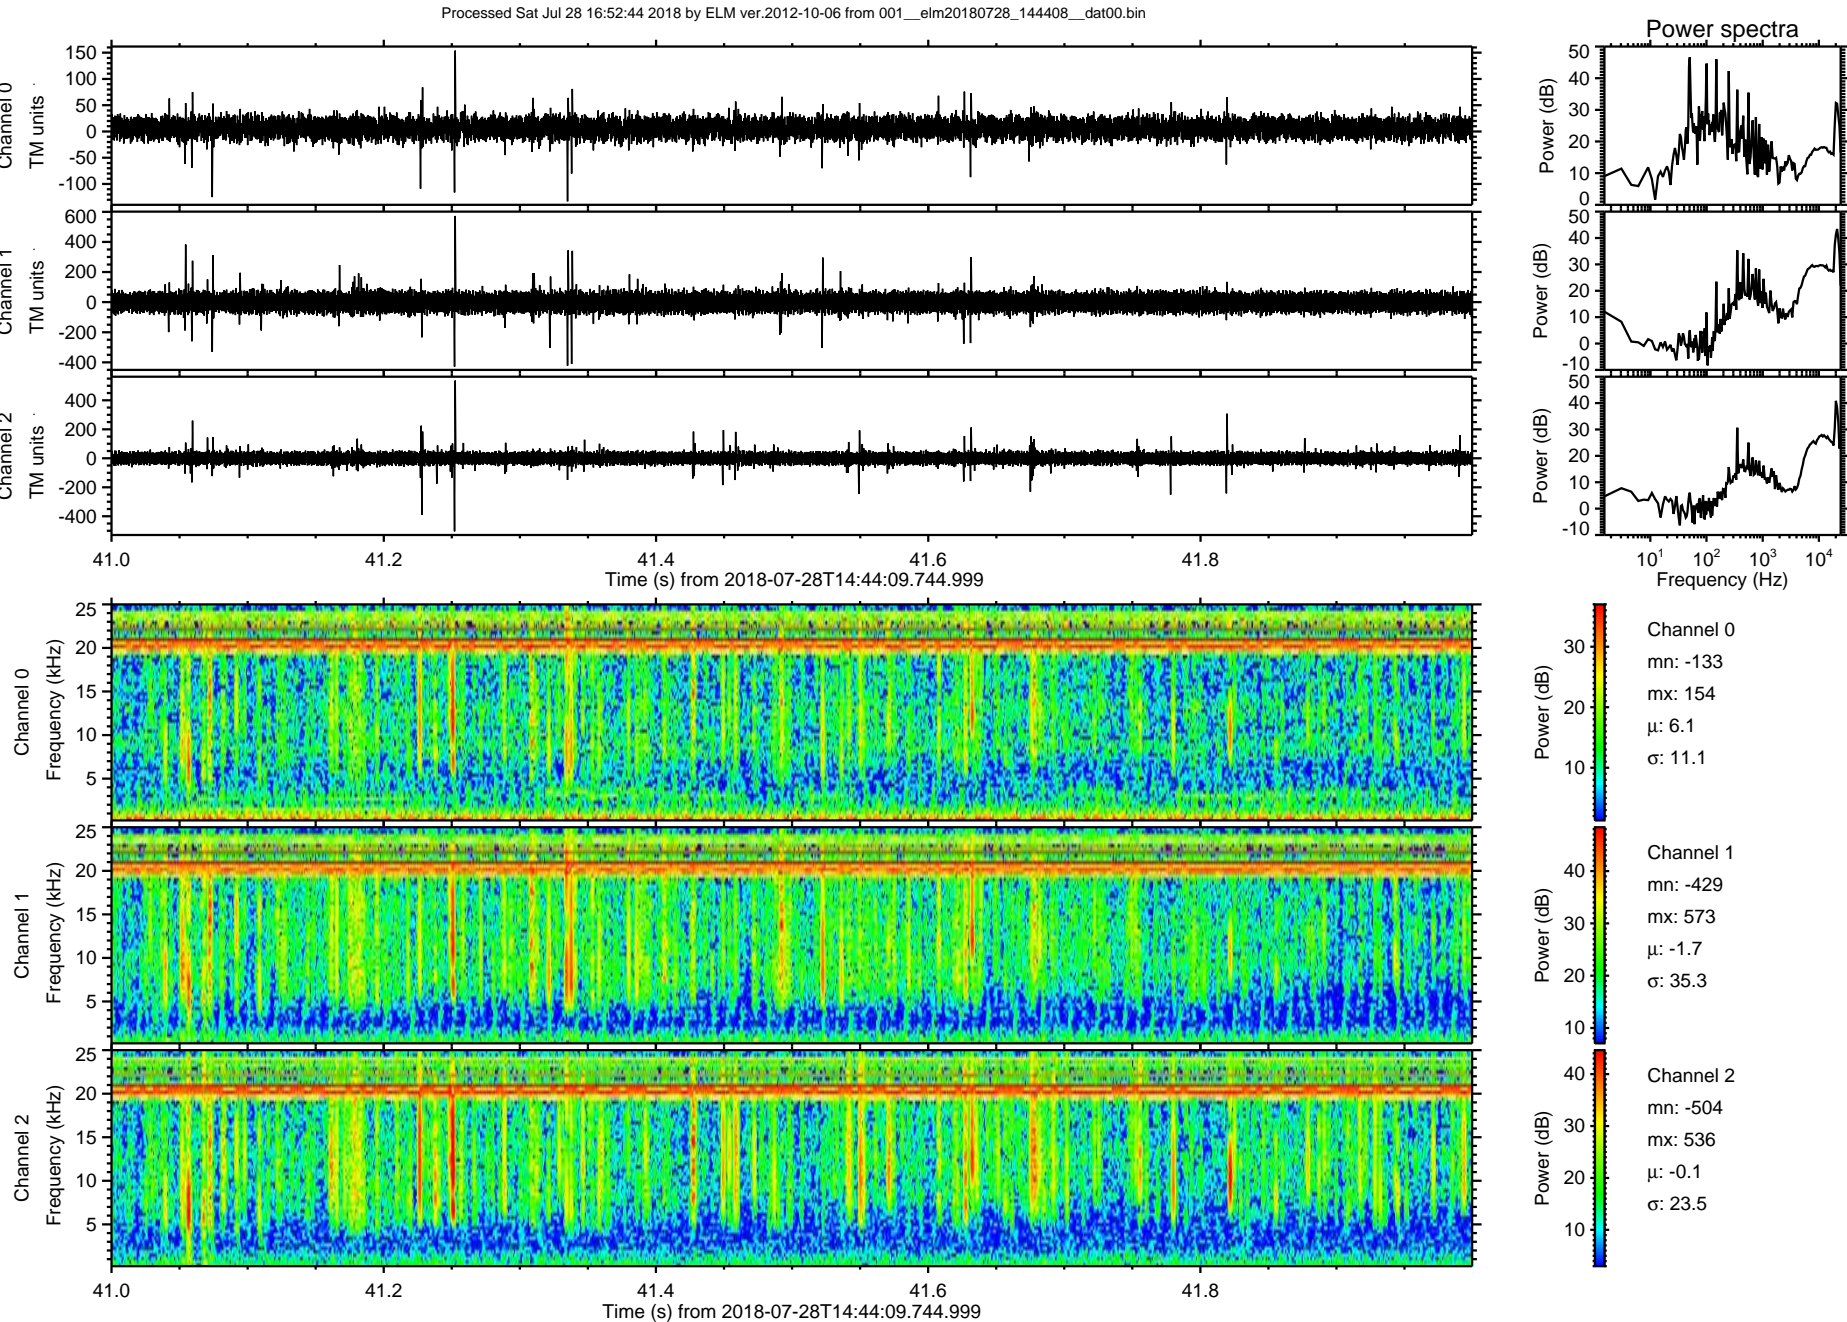 Processed Sat Jul 28 16:52:44 2018 by ELM ver.2012-10-06 from 001__elm20180728_144408__dat00.bin
Power spectra
Channel 0
TM units
150
100
50
0
-50
-100
Power (dB)
50
40
30
20
10
0
Channel 1
TM units
600
400
200
0
-200
-400
Power (dB)
50
40
30
20
10
0
-10
Channel 2
TM units
400
200
0
-200
-400
Power (dB)
50
40
30
20
10
0
-10
41.0 41.2 41.4 41.6 41.8
Time (s) from 2018-07-28T14:44:09.744.999
10¹ 10² 10³ 10⁴
Frequency (Hz)
Channel 0
Frequency (kHz)
25
20
15
10
5
Power (dB)
30
20
10
Channel 0
mn: -133
mx: 154
μ: 6.1
σ: 11.1
Channel 1
Frequency (kHz)
25
20
15
10
5
Power (dB)
40
30
20
10
Channel 1
mn: -429
mx: 573
μ: -1.7
σ: 35.3
Channel 2
Frequency (kHz)
25
20
15
10
5
Power (dB)
40
30
20
10
Channel 2
mn: -504
mx: 536
μ: -0.1
σ: 23.5
41.0 41.2 41.4 41.6 41.8
Time (s) from 2018-07-28T14:44:09.744.999